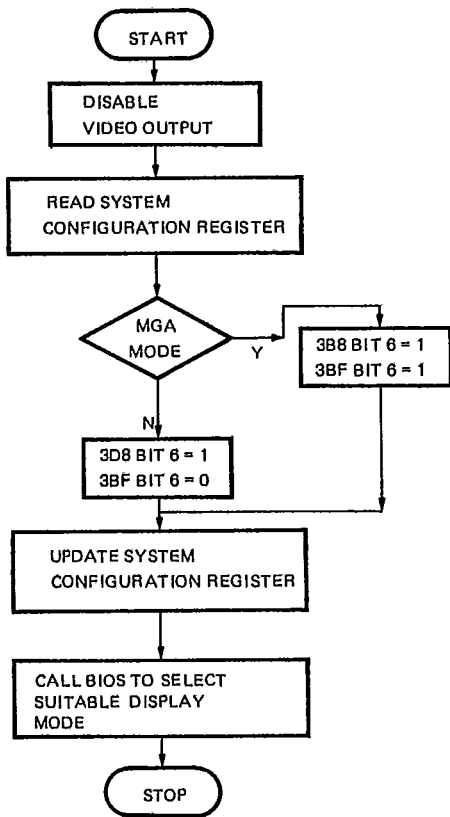 START
DISABLE
VIDEO OUTPUT
READ SYSTEM
CONFIGURATION REGISTER
MGA
MODE
Y
3B8 BIT 6 = 1
3BF BIT 6 = 1
N
3D8 BIT 6 = 1
3BF BIT 6 = 0
UPDATE SYSTEM
CONFIGURATION REGISTER
CALL BIOS TO SELECT
SUITABLE DISPLAY
MODE
STOP